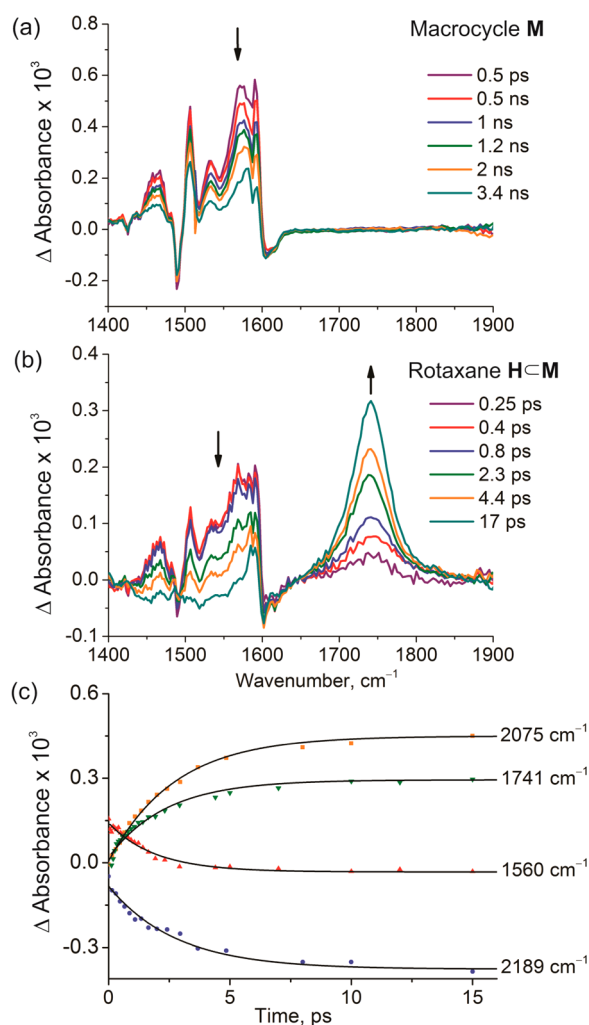 (a)
Macrocycle M
0.5 ps
0.5 ns
1 ns
1.2 ns
2 ns
3.4 ns
Δ Absorbance x 10³
0.8
0.6
0.4
0.2
0.0
-0.2
1400 1500 1600 1700 1800 1900
(b)
Rotaxane H⊂M
0.25 ps
0.4 ps
0.8 ps
2.3 ps
4.4 ps
17 ps
Δ Absorbance x 10³
0.4
0.3
0.2
0.1
0.0
-0.1
1400 1500 1600 1700 1800 1900
Wavenumber, cm⁻¹
(c)
Δ Absorbance x 10³
0.6
0.3
0.0
-0.3
2075 cm⁻¹
1741 cm⁻¹
1560 cm⁻¹
2189 cm⁻¹
0 5 10 15
Time, ps